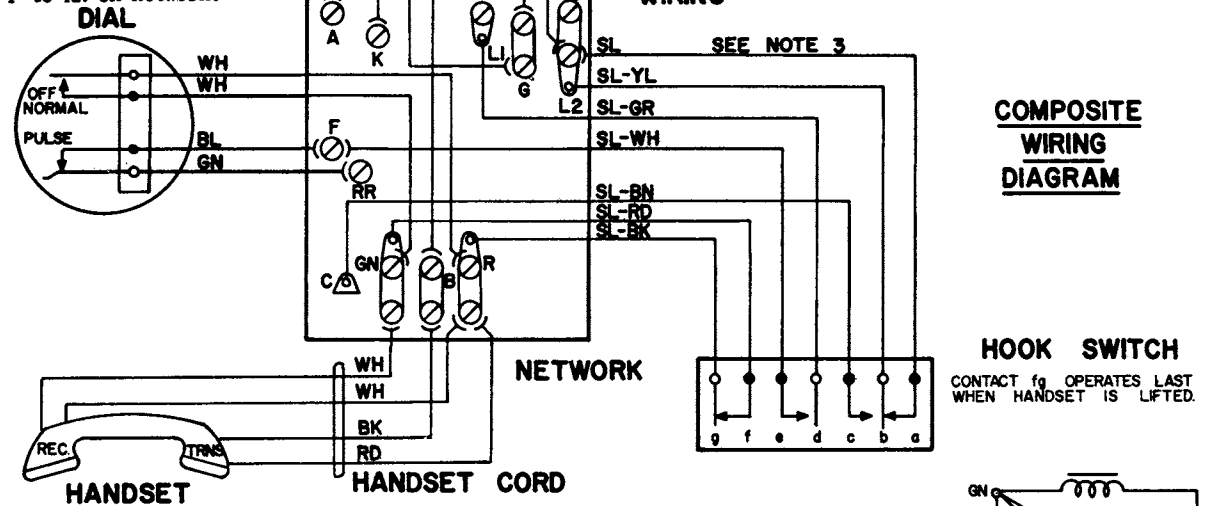 DIAL
WIRING
A
K
L1
G
L2
SL
SEE NOTE 3
SL-YL
SL-GR
SL-WH
SL-BN
SL-RD
SL-BK
WH
WH
OFF
NORMAL
PULSE
BL
GN
F
RR
COMPOSITE
WIRING
DIAGRAM
C
GN
B
R
NETWORK
HOOK SWITCH
CONTACT fg OPERATES LAST
WHEN HANDSET IS LIFTED.
g f e d c b a
WH
WH
BK
RD
REC.
TRNS
HANDSET
HANDSET CORD
GN